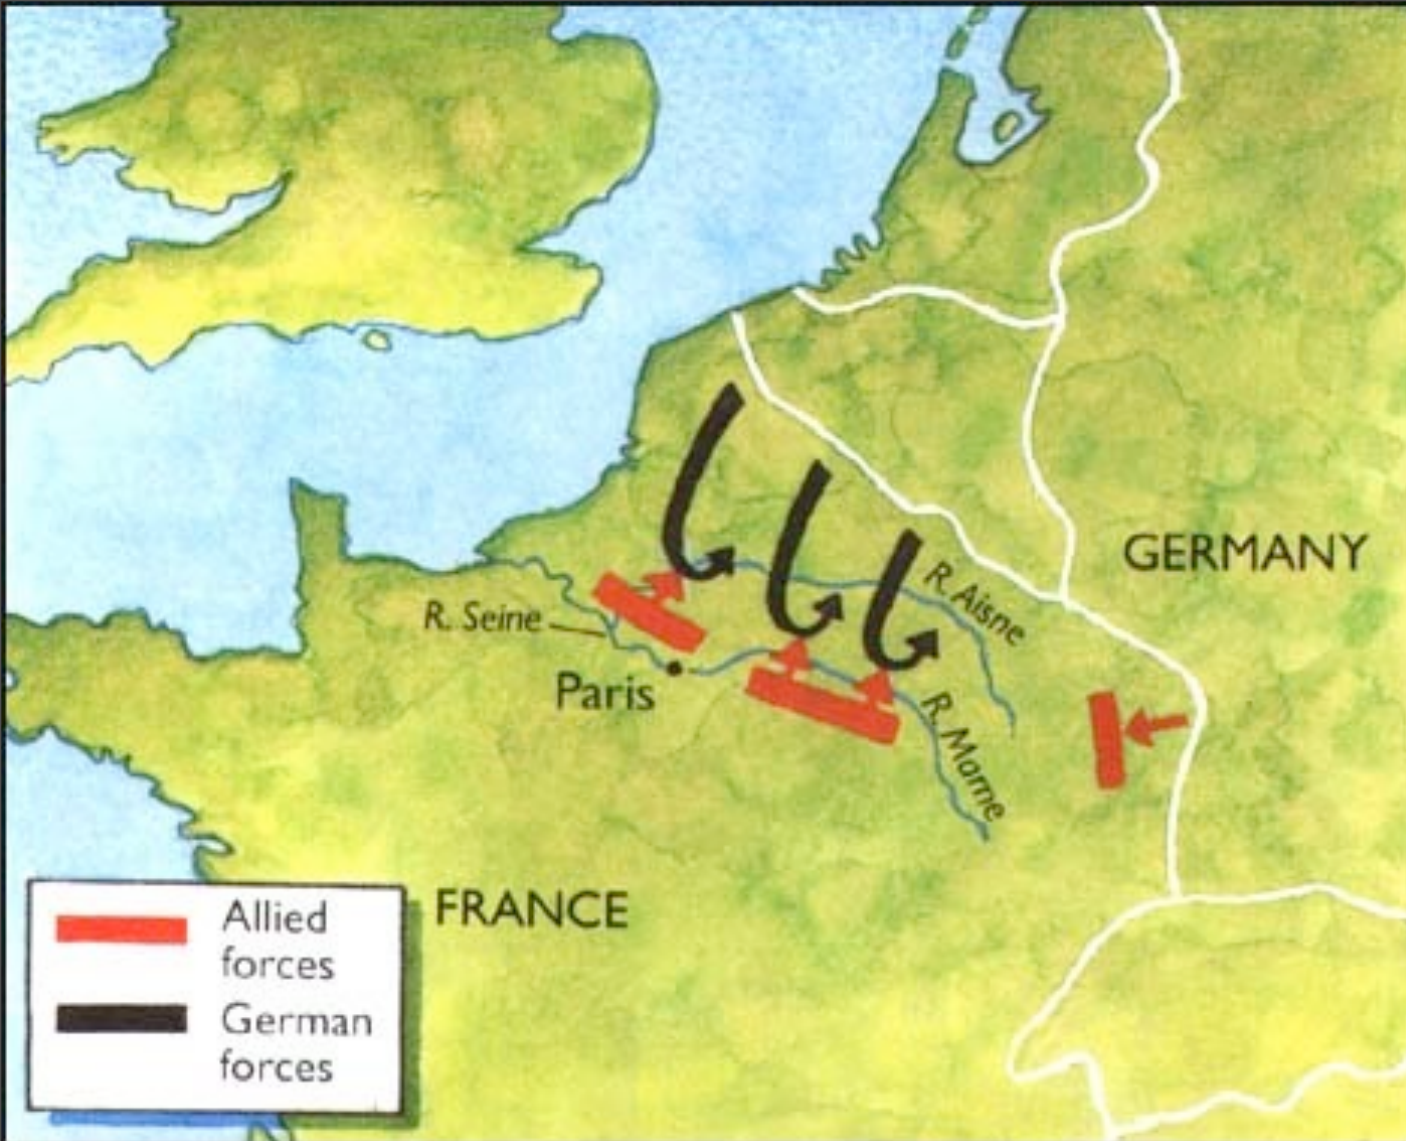 GERMANY
R. Aisne
R. Seine
Paris
R. Marne
FRANCE
Allied
forces
German
forces